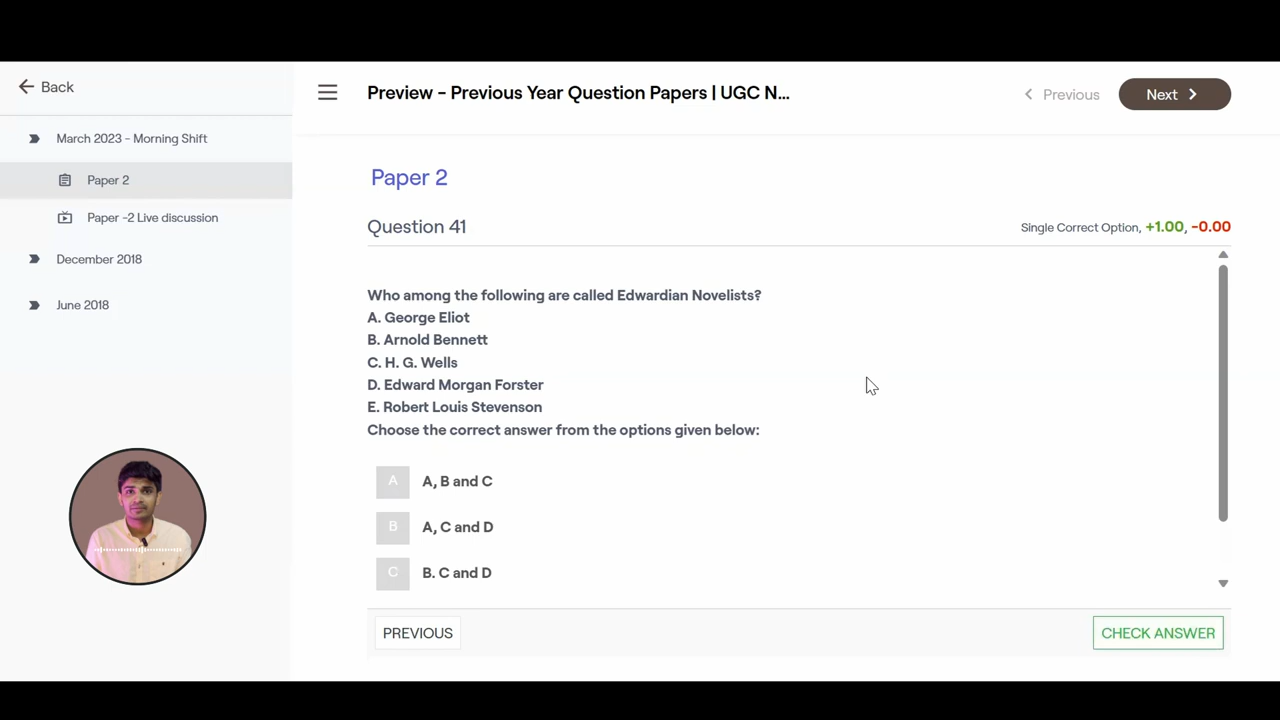 Back
Preview - Previous Year Question Papers | UGC N...
Previous
Next
March 2023 - Morning Shift
Paper 2
Paper -2 Live discussion
December 2018
June 2018
Paper 2
Question 41
Single Correct Option, +1.00, -0.00
Who among the following are called Edwardian Novelists?
A. George Eliot
B. Arnold Bennett
C. H. G. Wells
D. Edward Morgan Forster
E. Robert Louis Stevenson
Choose the correct answer from the options given below:
A A, B and C
B A, C and D
C B. C and D
PREVIOUS
CHECK ANSWER